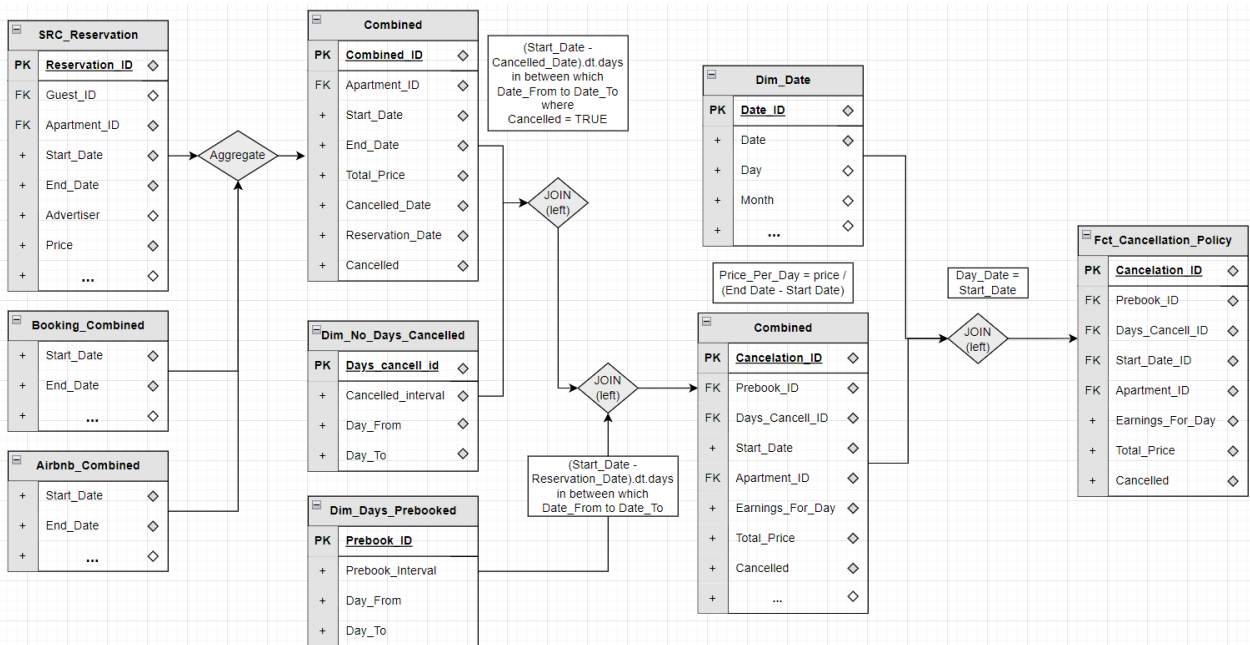 SRC_Reservation
PK Reservation_ID
FK Guest_ID
FK Apartment_ID
+ Start_Date
+ End_Date
+ Advertiser
+ Price
+ ...
Booking_Combined
+ Start_Date
+ End_Date
+ ...
Airbnb_Combined
+ Start_Date
+ End_Date
+ ...
Aggregate
Combined
PK Combined_ID
FK Apartment_ID
+ Start_Date
+ End_Date
+ Total_Price
+ Cancelled_Date
+ Reservation_Date
+ Cancelled
Dim_No_Days_Cancelled
PK Days_cancell_id
+ Cancelled_interval
+ Day_From
+ Day_To
Dim_Days_Prebooked
PK Prebook_ID
+ Prebook_Interval
+ Day_From
+ Day_To
(Start_Date -
Cancelled_Date).dt.days
in between which
Date_From to Date_To
where
Cancelled = TRUE
JOIN
(left)
JOIN
(left)
(Start_Date -
Reservation_Date).dt.days
in between which
Date_From to Date_To
Dim_Date
PK Date_ID
+ Date
+ Day
+ Month
+ ...
Price_Per_Day = price /
(End Date - Start Date)
Combined
PK Cancelation_ID
FK Prebook_ID
FK Days_Cancell_ID
+ Start_Date
FK Apartment_ID
+ Earnings_For_Day
+ Total_Price
+ Cancelled
+ ...
Day_Date =
Start_Date
JOIN
(left)
Fct_Cancellation_Policy
PK Cancelation_ID
FK Prebook_ID
FK Days_Cancell_ID
FK Start_Date_ID
FK Apartment_ID
+ Earnings_For_Day
+ Total_Price
+ Cancelled